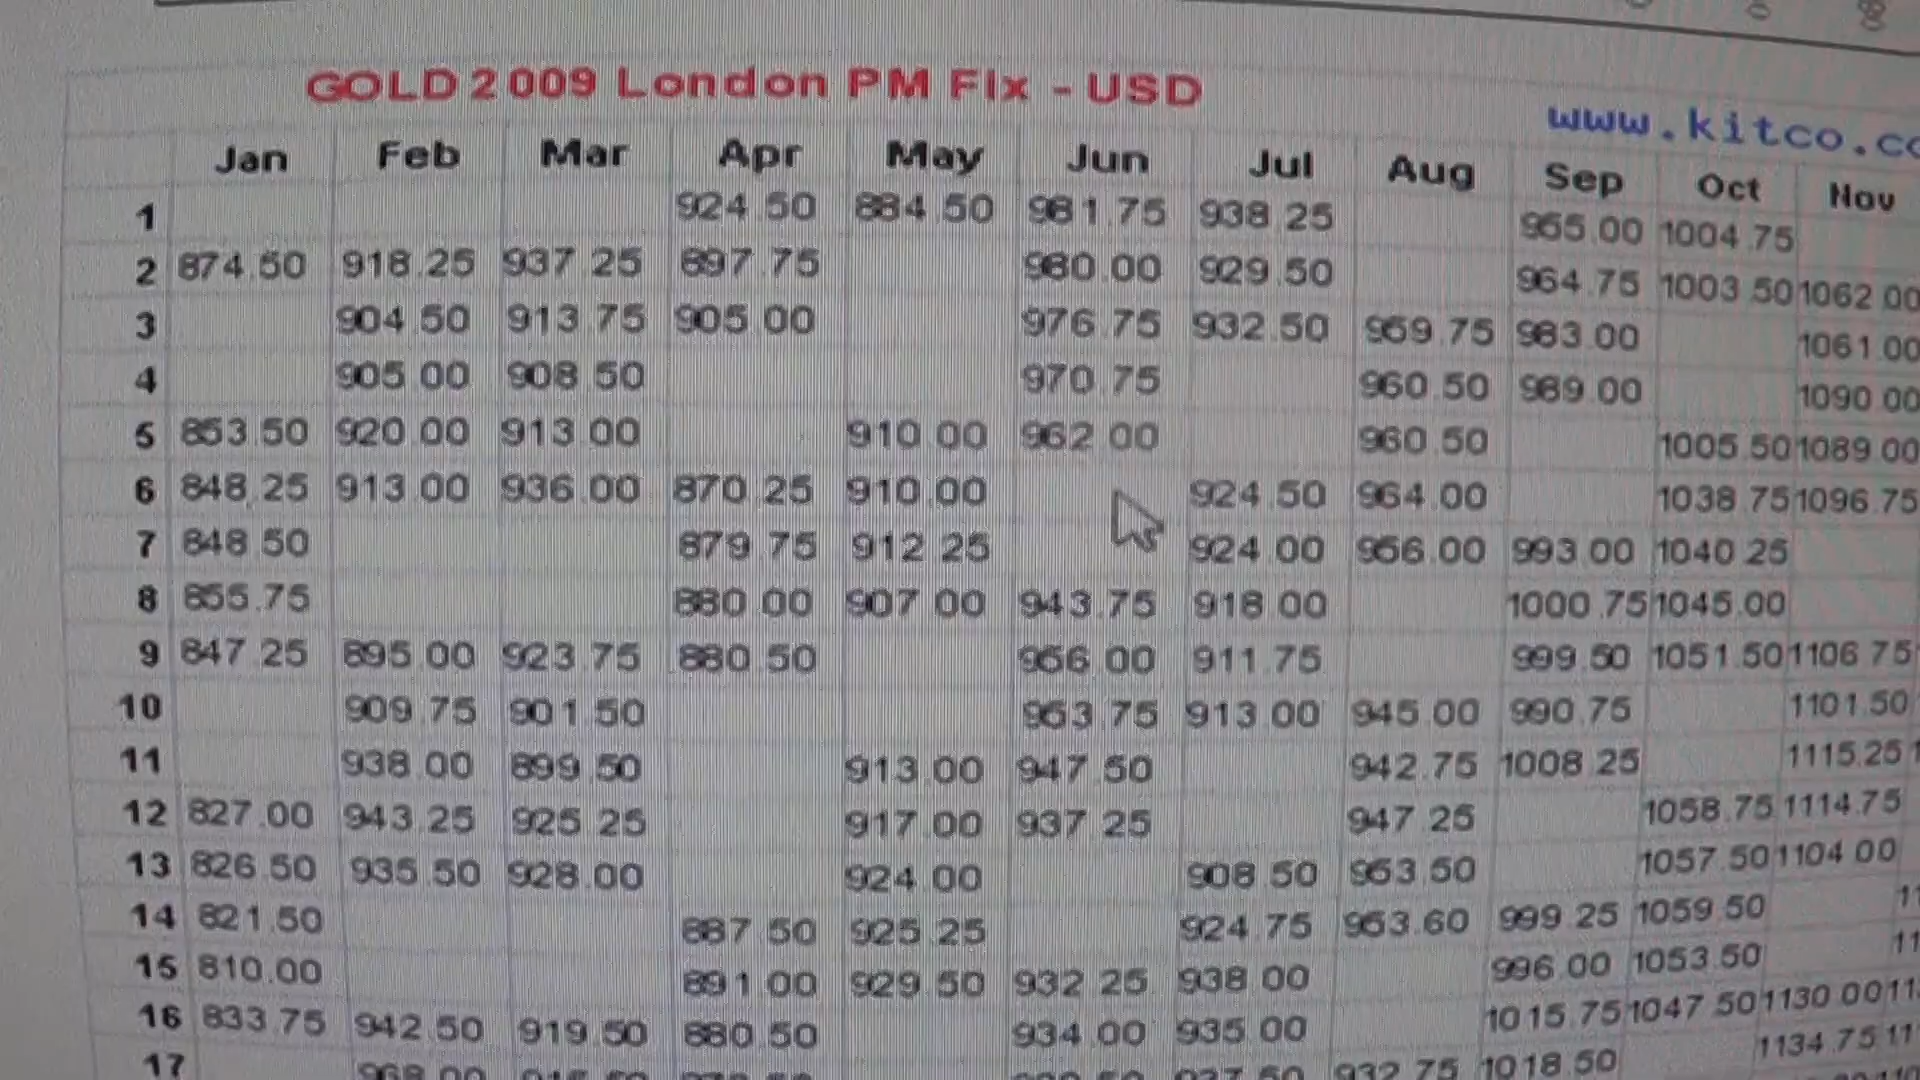 GOLD 2009 London PM Fix - USD
www.kitco.co
Jan Feb Mar Apr May Jun Jul Aug Sep Oct Nov
1 924.50 884.50 981.75 938.25 955.00 1004.75
2 874.50 918.25 937.25 897.75 980.00 929.50 964.75 1003.50 1062.00
3 904.50 913.75 905.00 976.75 932.50 959.75 983.00 1061.00
4 905.00 908.50 970.75 960.50 989.00 1090.00
5 853.50 920.00 913.00 910.00 962.00 960.50 1005.50 1089.00
6 848.25 913.00 936.00 870.25 910.00 924.50 964.00 1038.75 1096.75
7 848.50 879.75 912.25 924.00 956.00 993.00 1040.25
8 855.75 880.00 907.00 943.75 918.00 1000.75 1045.00
9 847.25 895.00 923.75 880.50 956.00 911.75 999.50 1051.50 1106.75
10 909.75 901.50 953.75 913.00 945.00 990.75 1101.50
11 938.00 899.50 913.00 947.50 942.75 1008.25 1115.25
12 827.00 943.25 925.25 917.00 937.25 947.25 1058.75 1114.75
13 826.50 935.50 928.00 924.00 908.50 953.50 1057.50 1104.00
14 821.50 887.50 925.25 924.75 953.60 999.25 1059.50
15 810.00 891.00 929.50 932.25 938.00 996.00 1053.50
16 833.75 942.50 919.50 880.50 934.00 935.00 1015.75 1047.50 1130.00
17 968.00 937.50 932.75 1018.50 1134.75